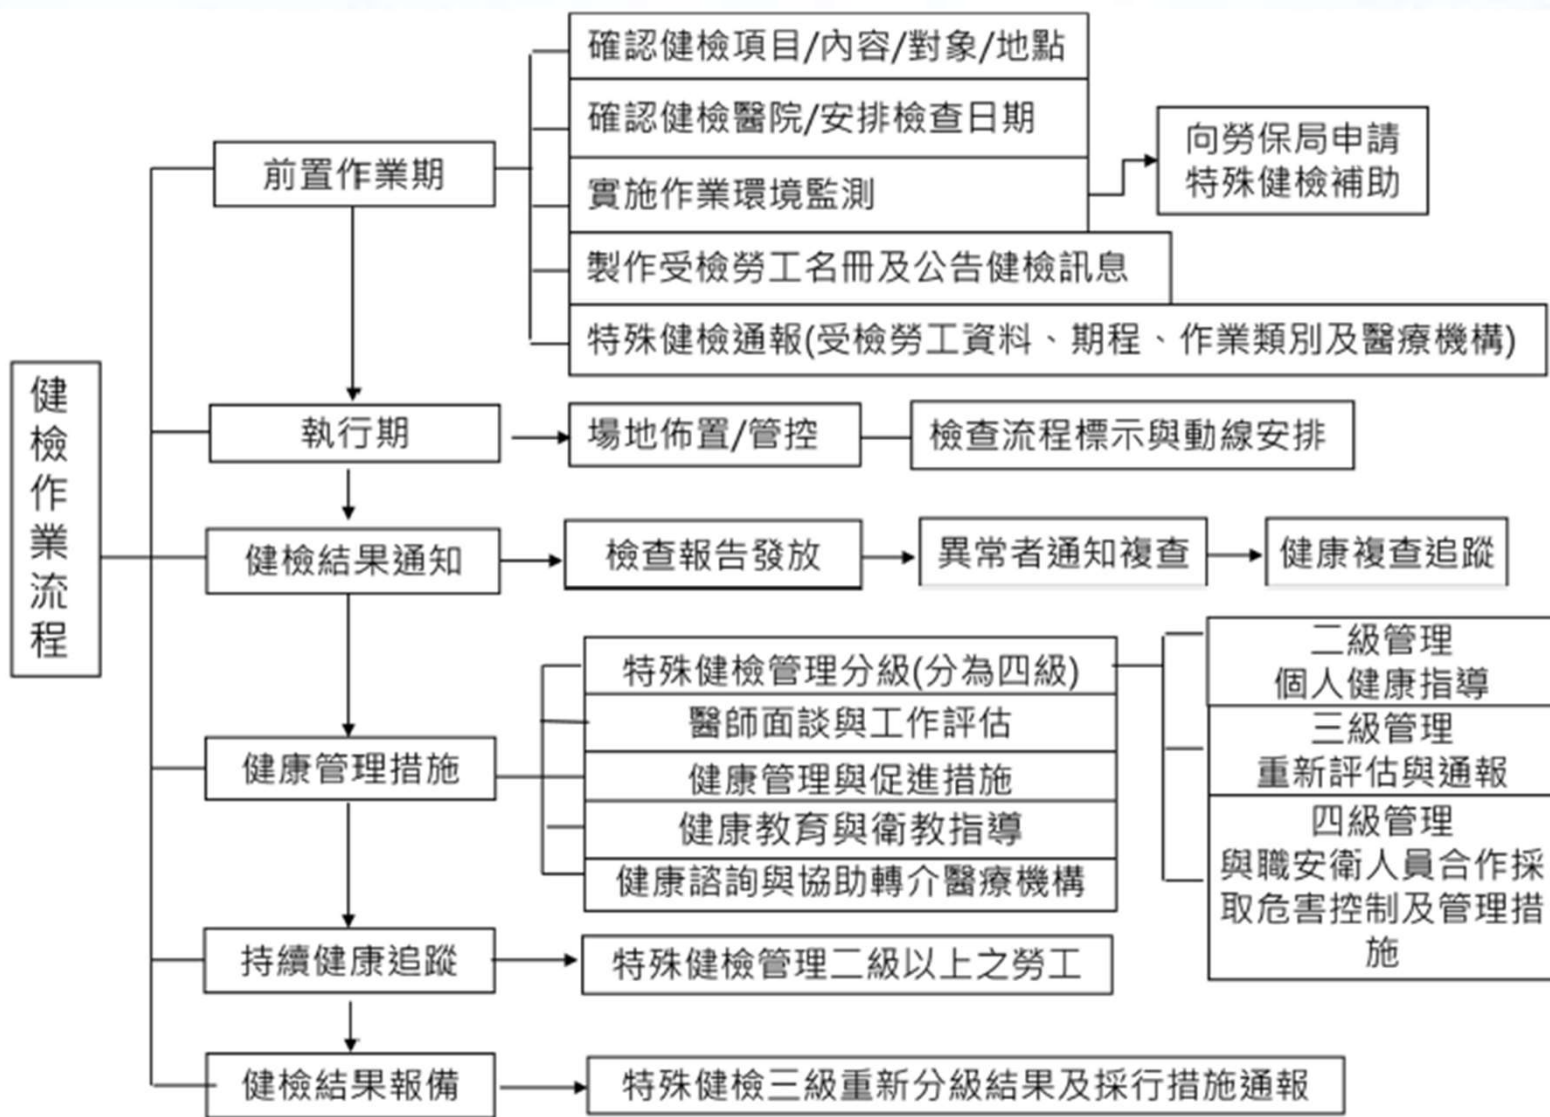 健檢作業流程
前置作業期
確認健檢項目/內容/對象/地點
確認健檢醫院/安排檢查日期
實施作業環境監測
向勞保局申請
特殊健檢補助
製作受檢勞工名冊及公告健檢訊息
特殊健檢通報(受檢勞工資料、期程、作業類別及醫療機構)
執行期
場地佈置/管控
檢查流程標示與動線安排
健檢結果通知
檢查報告發放
異常者通知複查
健康複查追蹤
健康管理措施
特殊健檢管理分級(分為四級)
醫師面談與工作評估
健康管理與促進措施
健康教育與衛教指導
健康諮詢與協助轉介醫療機構
二級管理
個人健康指導
三級管理
重新評估與通報
四級管理
與職安衛人員合作採
取危害控制及管理措
施
持續健康追蹤
特殊健檢管理二級以上之勞工
健檢結果報備
特殊健檢三級重新分級結果及採行措施通報